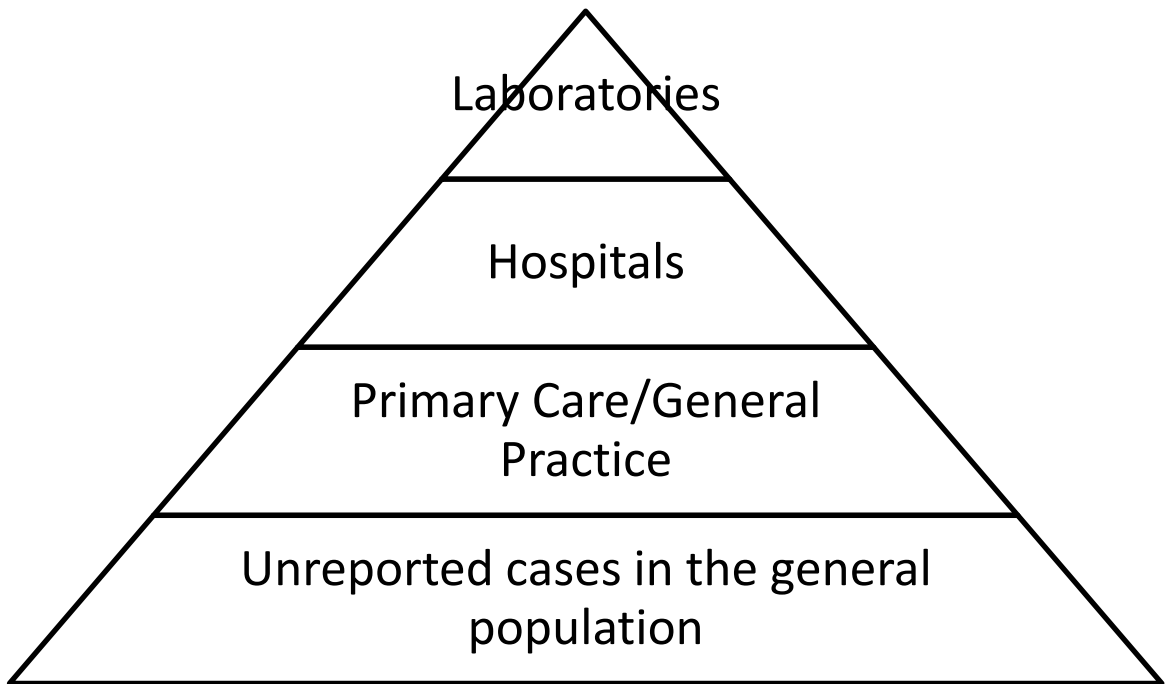 Laboratories
Hospitals
Primary Care/General
Practice
Unreported cases in the general
population